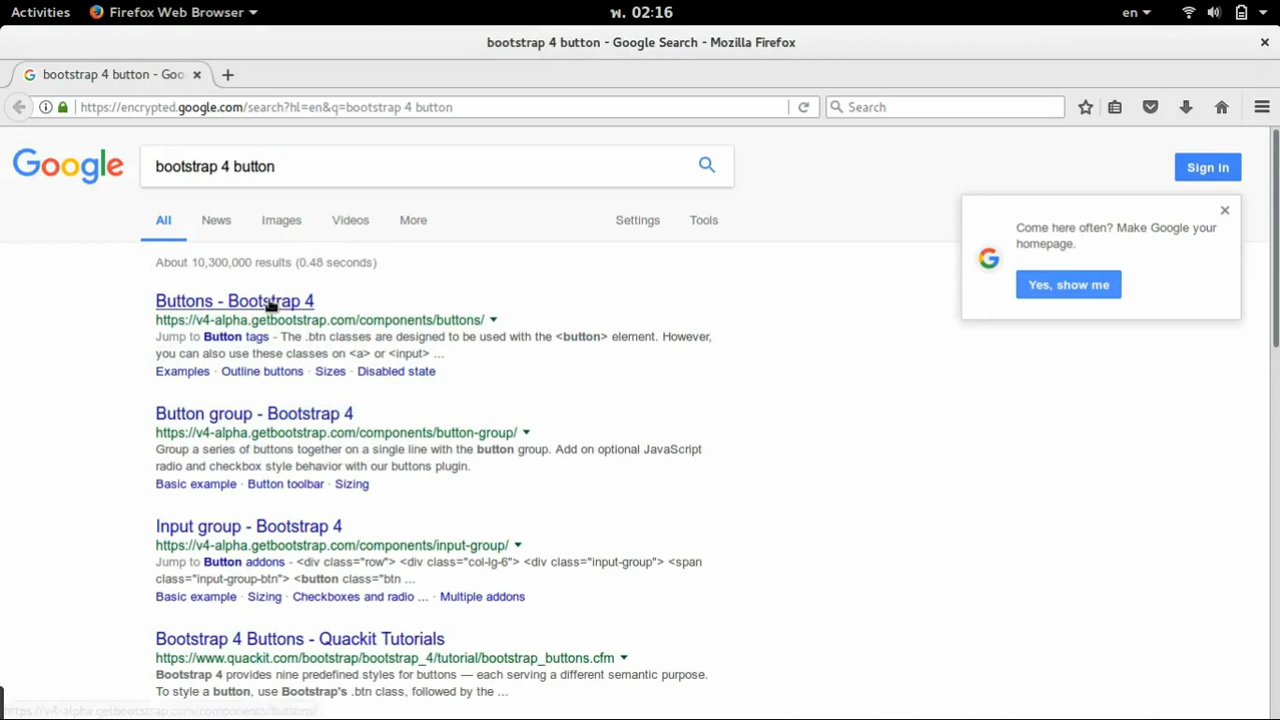 Activities Firefox Web Browser พ. 02:16 en
bootstrap 4 button - Google Search - Mozilla Firefox
bootstrap 4 button - Goo
https://encrypted.google.com/search?hl=en&q=bootstrap 4 button Search
Google bootstrap 4 button Sign in
All News Images Videos More Settings Tools
Come here often? Make Google your
homepage.
Yes, show me
About 10,300,000 results (0.48 seconds)
Buttons - Bootstrap 4
https://v4-alpha.getbootstrap.com/components/buttons/
Jump to Button tags - The .btn classes are designed to be used with the <button> element. However,
you can also use these classes on <a> or <input> ...
Examples · Outline buttons · Sizes · Disabled state
Button group - Bootstrap 4
https://v4-alpha.getbootstrap.com/components/button-group/
Group a series of buttons together on a single line with the button group. Add on optional JavaScript
radio and checkbox style behavior with our buttons plugin.
Basic example · Button toolbar · Sizing
Input group - Bootstrap 4
https://v4-alpha.getbootstrap.com/components/input-group/
Jump to Button addons - <div class="row"> <div class="col-lg-6"> <div class="input-group"> <span
class="input-group-btn"> <button class="btn ...
Basic example · Sizing · Checkboxes and radio ... · Multiple addons
Bootstrap 4 Buttons - Quackit Tutorials
https://www.quackit.com/bootstrap/bootstrap_4/tutorial/bootstrap_buttons.cfm
Bootstrap 4 provides nine predefined styles for buttons — each serving a different semantic purpose.
To style a button, use Bootstrap's .btn class, followed by the ...
https://v4-alpha.getbootstrap.com/components/buttons/